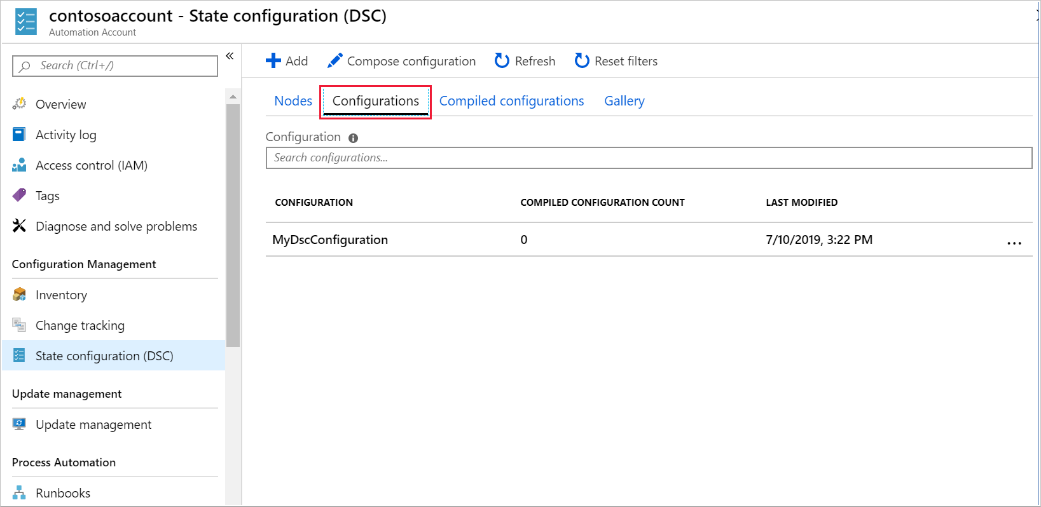 contosoaccount - State configuration (DSC)
Automation Account
Search (Ctrl+/)
«
Overview
Activity log
Access control (IAM)
Tags
Diagnose and solve problems
Configuration Management
Inventory
Change tracking
State configuration (DSC)
Update management
Update management
Process Automation
Runbooks
Add Compose configuration Refresh Reset filters
Nodes Configurations Compiled configurations Gallery
Configuration
Search configurations...
CONFIGURATION COMPILED CONFIGURATION COUNT LAST MODIFIED
MyDscConfiguration 0 7/10/2019, 3:22 PM ...